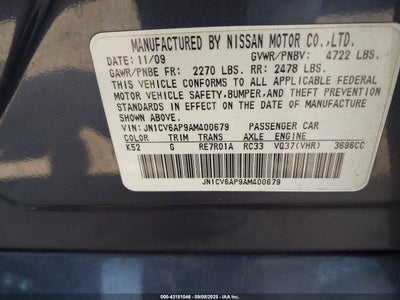 MANUFACTURED BY NISSAN MOTOR CO.,LTD.
DATE: 11/09 GVWR/PNBV: 4722 LBS.
GAWR/PNBE FR: 2270 LBS. RR: 2478 LBS.
THIS VEHICLE CONFORMS TO ALL APPLICABLE FEDERAL
MOTOR VEHICLE SAFETY,BUMPER,AND THEFT PREVENTION
STANDARDS IN EFFECT ON THE DATE OF MANUFACTURE
SHOWN ABOVE.
VIN: JN1CV6AP9AM400679 PASSENGER CAR
COLOR TRIM TRANS AXLE ENGINE
K52 G RE7R01A RC33 VQ37(VHR) 3696CC
JN1CV6AP9AM400679
000-43181046 - 09/09/2025 - IAAI.com